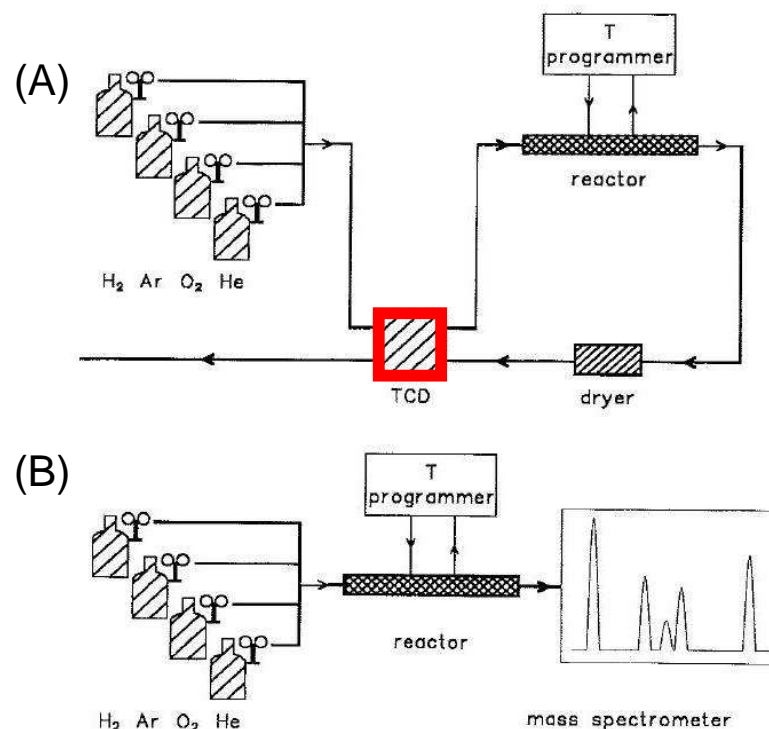 (A)
T
programmer
reactor
H₂ Ar O₂ He
TCD
dryer
(B)
T
programmer
reactor
H₂ Ar O₂ He
mass spectrometer